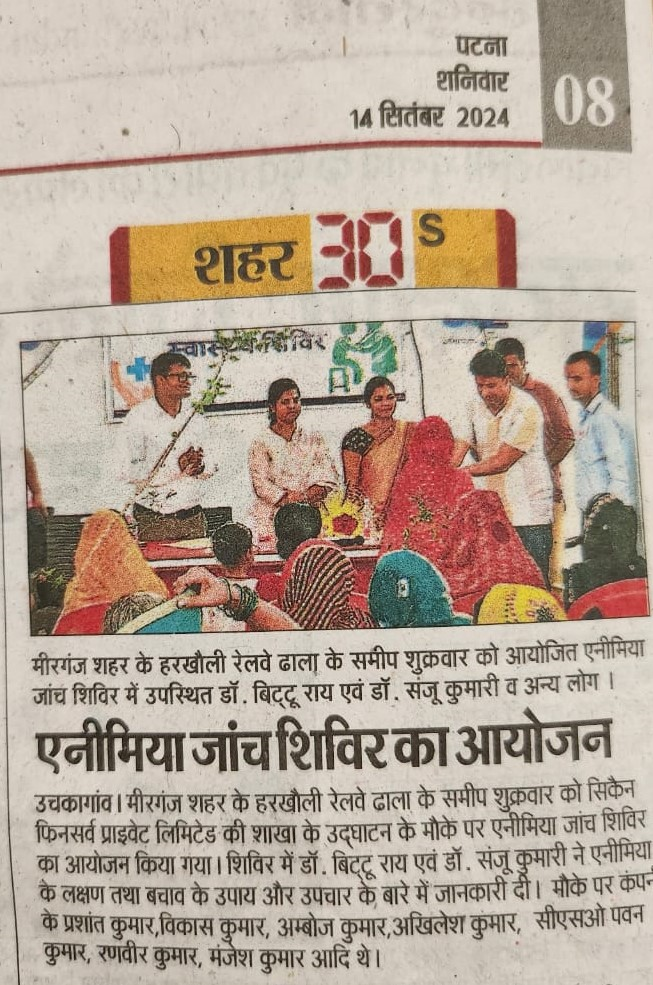 पटना
शनिवार
14 सितंबर 2024
08
शहर 30 S
स्वास्थ्य शिविर
मीरगंज शहर के हरखौली रेलवे ढाला के समीप शुक्रवार को आयोजित एनीमिया
जांच शिविर में उपस्थित डॉ. बिट्टू राय एवं डॉ. संजू कुमारी व अन्य लोग ।
एनीमिया जांच शिविर का आयोजन
उचकागांव। मीरगंज शहर के हरखौली रेलवे ढाला के समीप शुक्रवार को सिकैन
फिनसर्व प्राइवेट लिमिटेड की शाखा के उद्घाटन के मौके पर एनीमिया जांच शिविर
का आयोजन किया गया। शिविर में डॉ. बिट्टू राय एवं डॉ. संजू कुमारी ने एनीमिया
के लक्षण तथा बचाव के उपाय और उपचार के बारे में जानकारी दी। मौके पर कंपन
के प्रशांत कुमार,विकास कुमार, अम्बोज कुमार,अखिलेश कुमार, सीएसओ पवन
कुमार, रणवीर कुमार, मंजेश कुमार आदि थे।